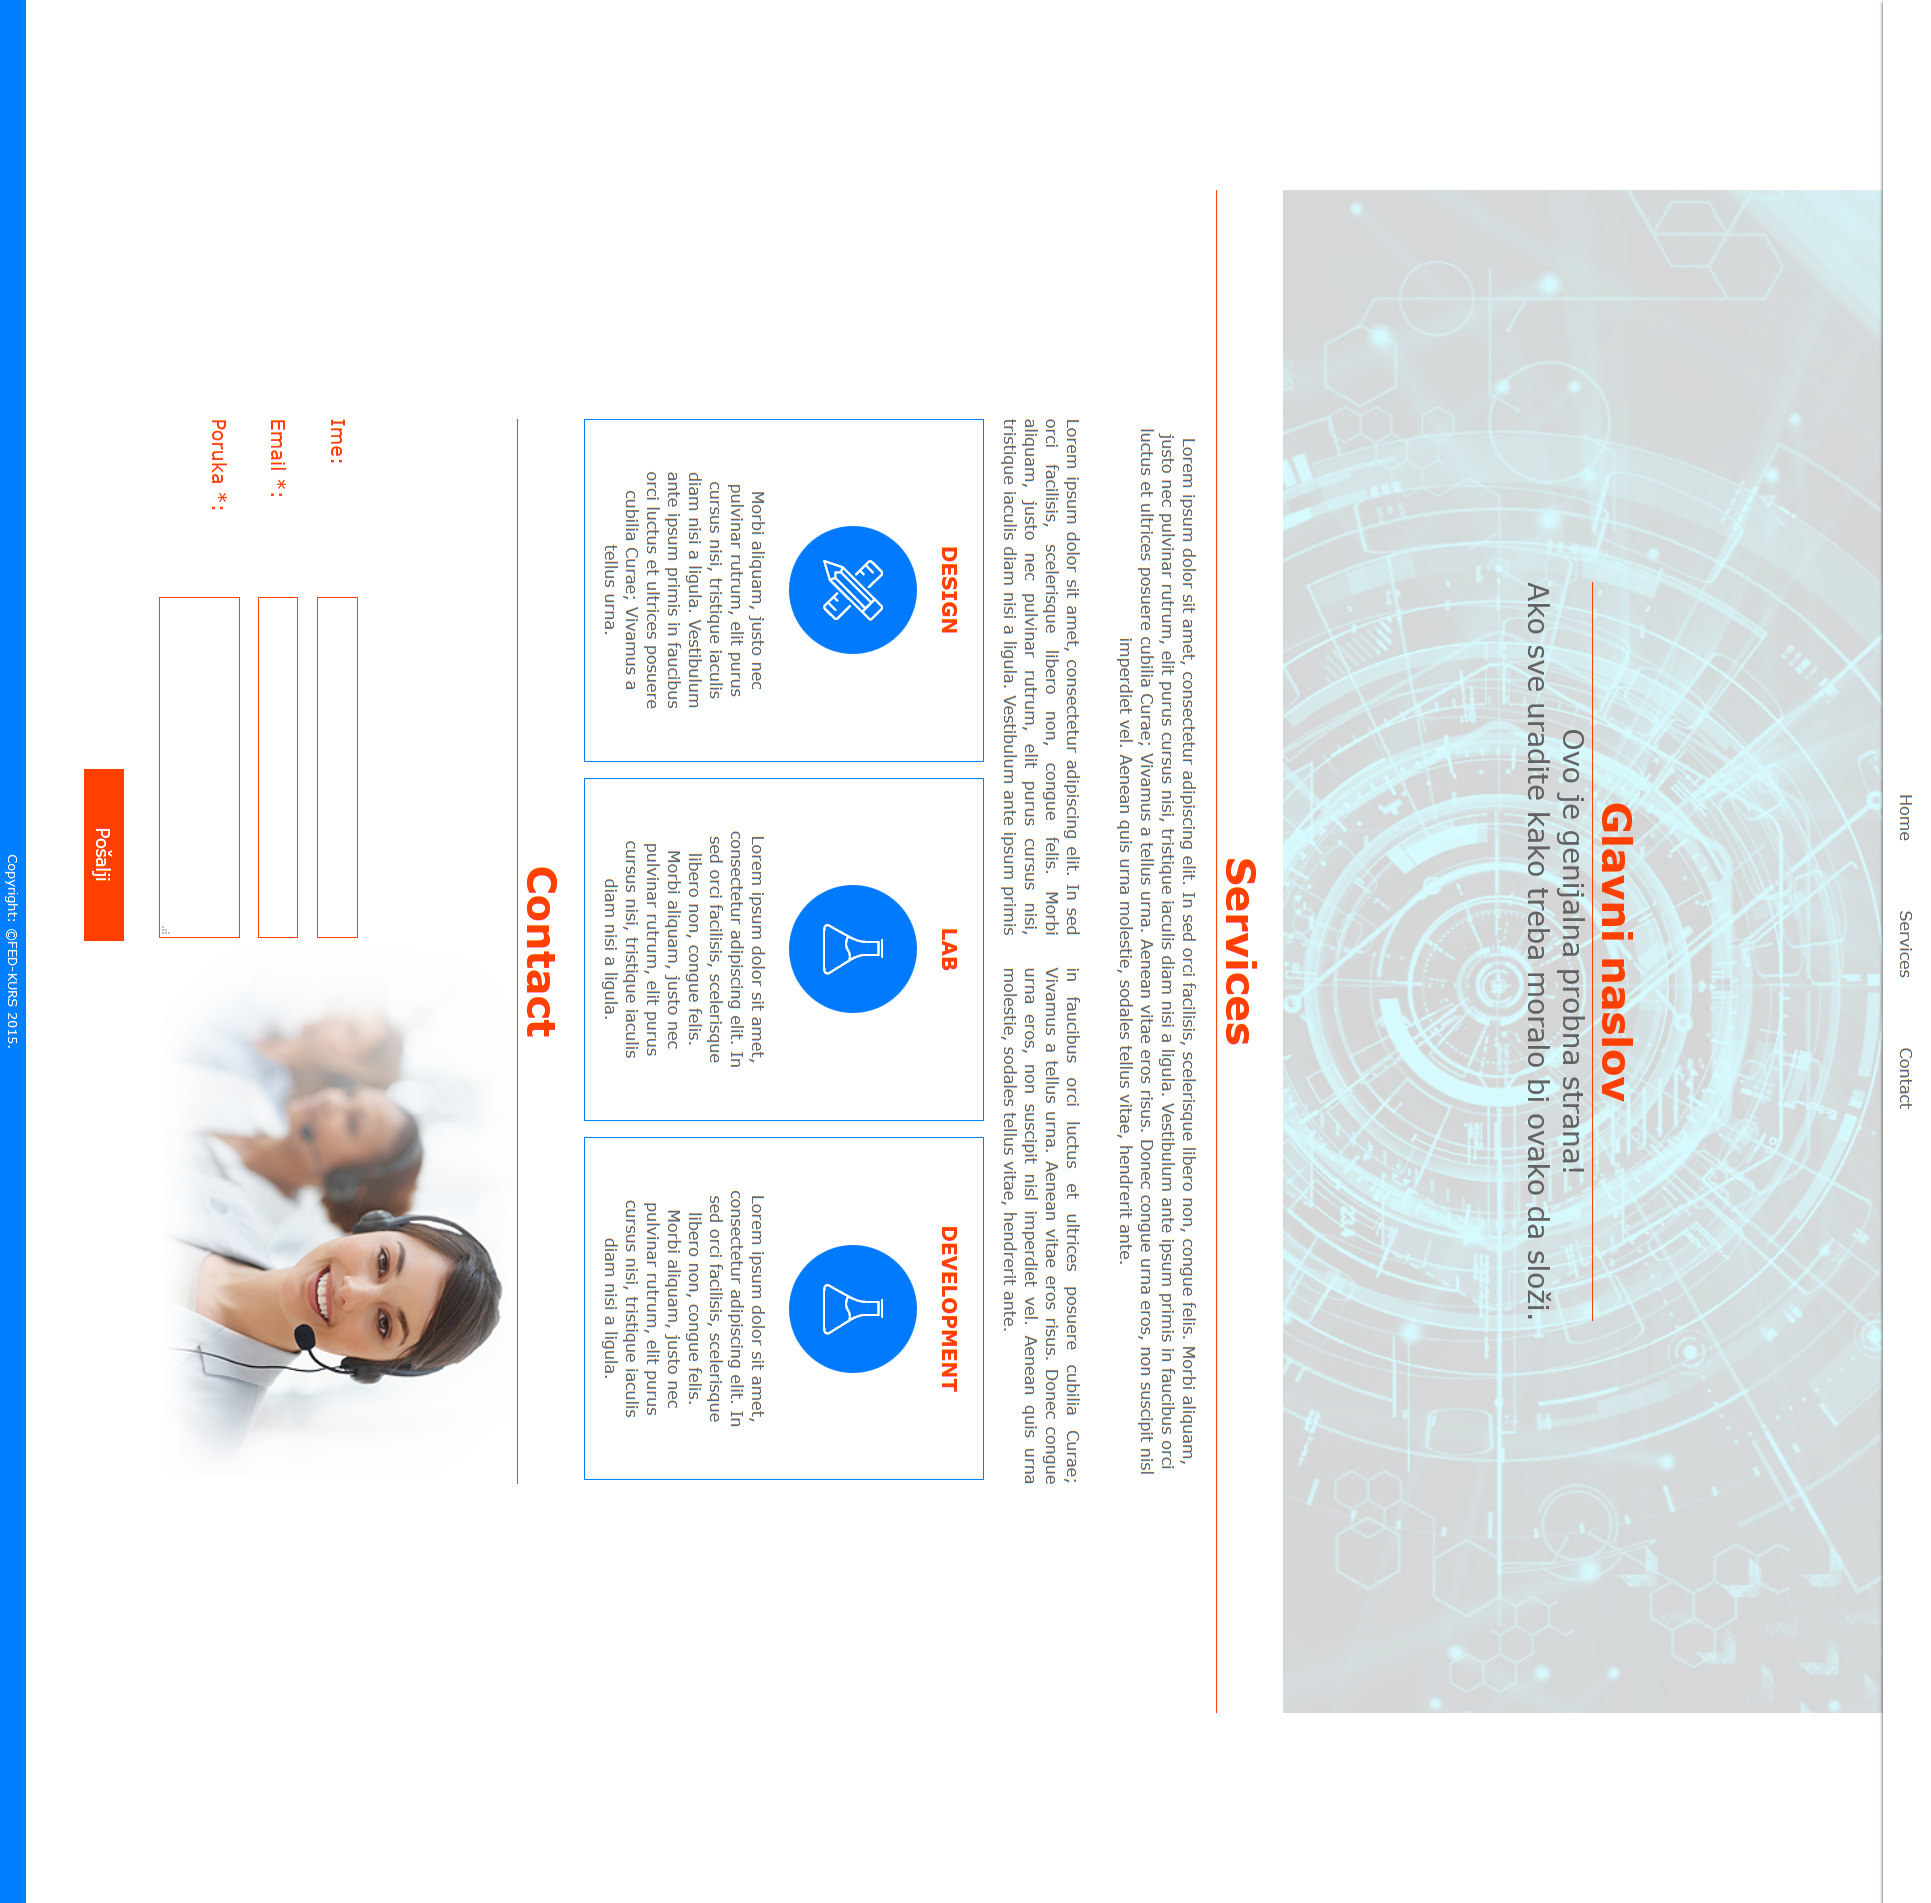 Home
Services
Contact
Glavni naslov
Ovo je genijalna probna strana!
Ako sve uradite kako treba moralo bi ovako da složi.
Services
Lorem ipsum dolor sit amet, consectetur adipiscing elit. In sed orci facilisis, scelerisque libero non, congue felis. Morbi aliquam,
justo nec pulvinar rutrum, elit purus cursus nisi, tristique iaculis diam nisi a ligula. Vestibulum ante ipsum primis in faucibus orci
luctus et ultrices posuere cubilia Curae; Vivamus a tellus urna. Aenean vitae eros risus. Donec congue urna eros, non suscipit nisl
imperdiet vel. Aenean quis urna molestie, sodales tellus vitae, hendrerit ante.
Lorem ipsum dolor sit amet, consectetur adipiscing elit. In sed
orci facilisis, scelerisque libero non, congue felis. Morbi
aliquam, justo nec pulvinar rutrum, elit purus cursus nisi,
tristique iaculis diam nisi a ligula. Vestibulum ante ipsum primis
in faucibus orci luctus et ultrices posuere cubilia Curae;
Vivamus a tellus urna. Aenean vitae eros risus. Donec congue
urna eros, non suscipit nisl imperdiet vel. Aenean quis urna
molestie, sodales tellus vitae, hendrerit ante.
DESIGN
Morbi aliquam, justo nec
pulvinar rutrum, elit purus
cursus nisi, tristique iaculis
diam nisi a ligula. Vestibulum
ante ipsum primis in faucibus
orci luctus et ultrices posuere
cubilia Curae; Vivamus a
tellus urna.
LAB
Lorem ipsum dolor sit amet,
consectetur adipiscing elit. In
sed orci facilisis, scelerisque
libero non, congue felis.
Morbi aliquam, justo nec
pulvinar rutrum, elit purus
cursus nisi, tristique iaculis
diam nisi a ligula.
DEVELOPMENT
Lorem ipsum dolor sit amet,
consectetur adipiscing elit. In
sed orci facilisis, scelerisque
libero non, congue felis.
Morbi aliquam, justo nec
pulvinar rutrum, elit purus
cursus nisi, tristique iaculis
diam nisi a ligula.
Contact
Ime:
Email *:
Poruka *:
Pošalji
Copyright: ©FED-KURS 2015.